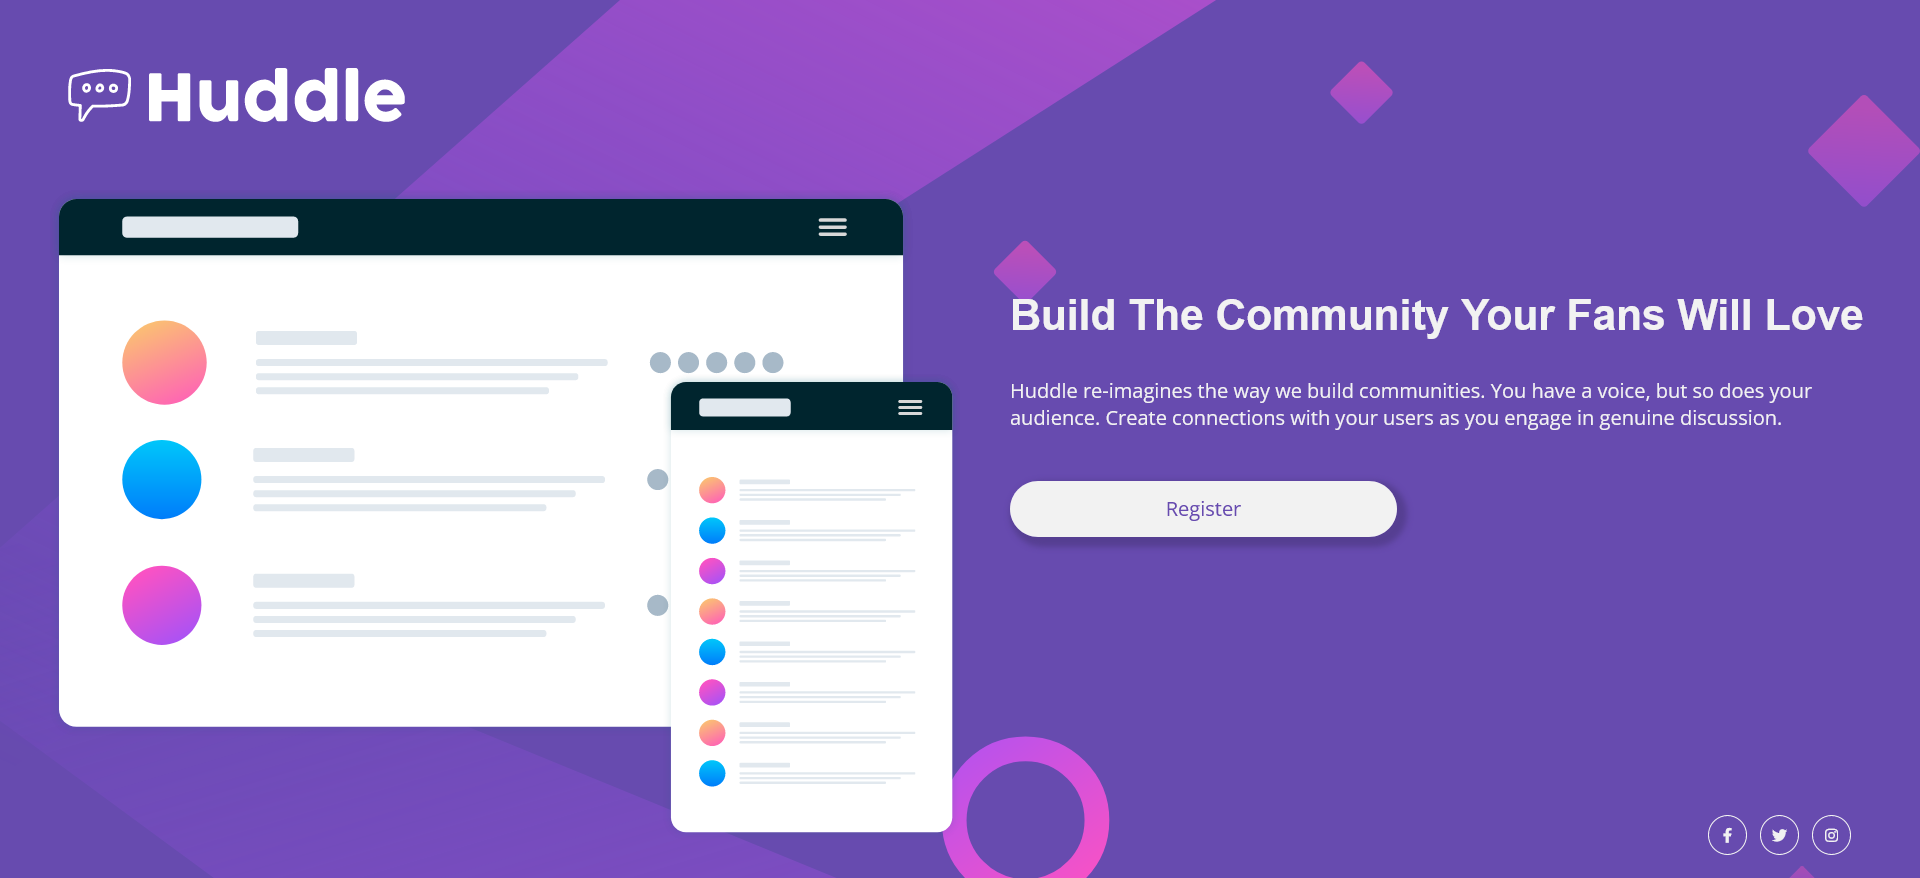 Huddle
Build The Community Your Fans Will Love
Huddle re-imagines the way we build communities. You have a voice, but so does your
audience. Create connections with your users as you engage in genuine discussion.
Register